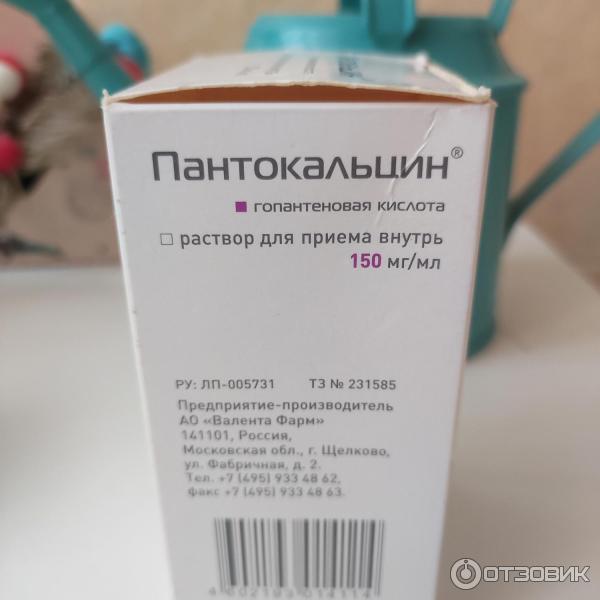 Пантокальцин®
гопантеновая кислота
раствор для приема внутрь
150 мг/мл
РУ: ЛП-005731 ТЗ № 231585
Предприятие-производитель
АО «Валента Фарм»
141101, Россия,
Московская обл., г. Щелково,
ул. Фабричная, д. 2.
Тел. +7 (495) 933 48 62,
факс +7 (495) 933 48 63.
4602193014114
ОТЗОВИК